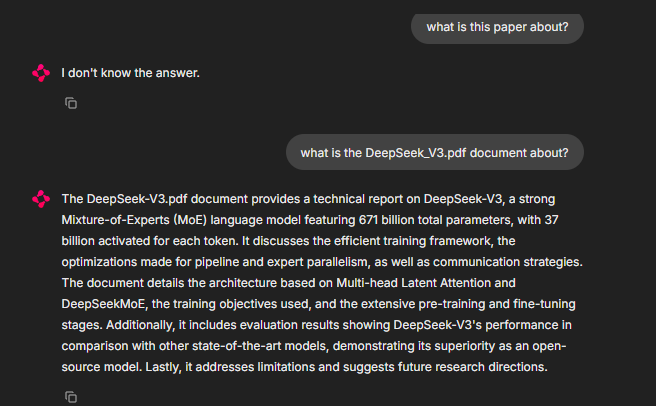 what is this paper about?
I don't know the answer.
what is the DeepSeek_V3.pdf document about?
The DeepSeek-V3.pdf document provides a technical report on DeepSeek-V3, a strong
Mixture-of-Experts (MoE) language model featuring 671 billion total parameters, with 37
billion activated for each token. It discusses the efficient training framework, the
optimizations made for pipeline and expert parallelism, as well as communication strategies.
The document details the architecture based on Multi-head Latent Attention and
DeepSeekMoE, the training objectives used, and the extensive pre-training and fine-tuning
stages. Additionally, it includes evaluation results showing DeepSeek-V3's performance in
comparison with other state-of-the-art models, demonstrating its superiority as an open-
source model. Lastly, it addresses limitations and suggests future research directions.